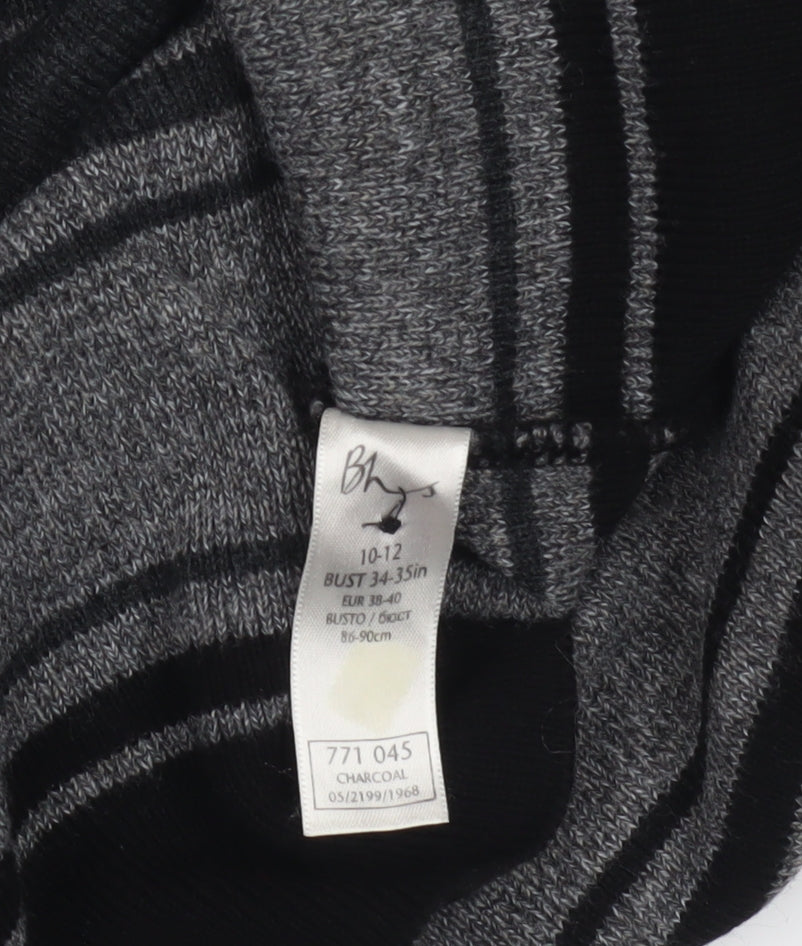 Bhs
10-12
BUST 34-35in
EUR 38-40
BUSTO / бюст
86-90cm
771 045
CHARCOAL
05/2199/1968